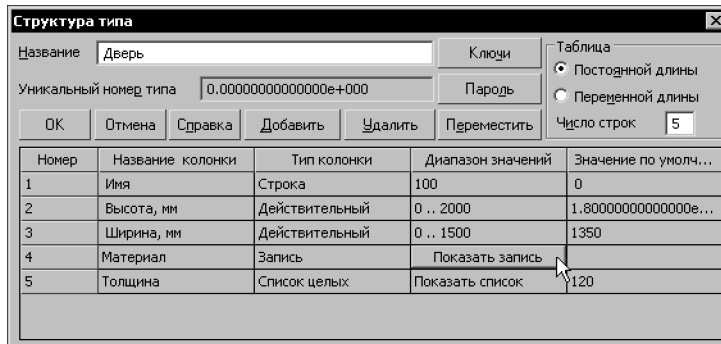 Структура типа
Название Дверь Ключи Таблица
Постоянной длины
Уникальный номер типа 0.00000000000000e+000 Пароль Переменной длины
OK Отмена Справка Добавить Удалить Переместить Число строк 5
Номер Название колонки Тип колонки Диапазон значений Значение по умолч...
1 Имя Строка 100 0
2 Высота, мм Действительный 0 .. 2000 1.80000000000000e...
3 Ширина, мм Действительный 0 .. 1500 1350
4 Материал Запись Показать запись
5 Толщина Список целых Показать список 120